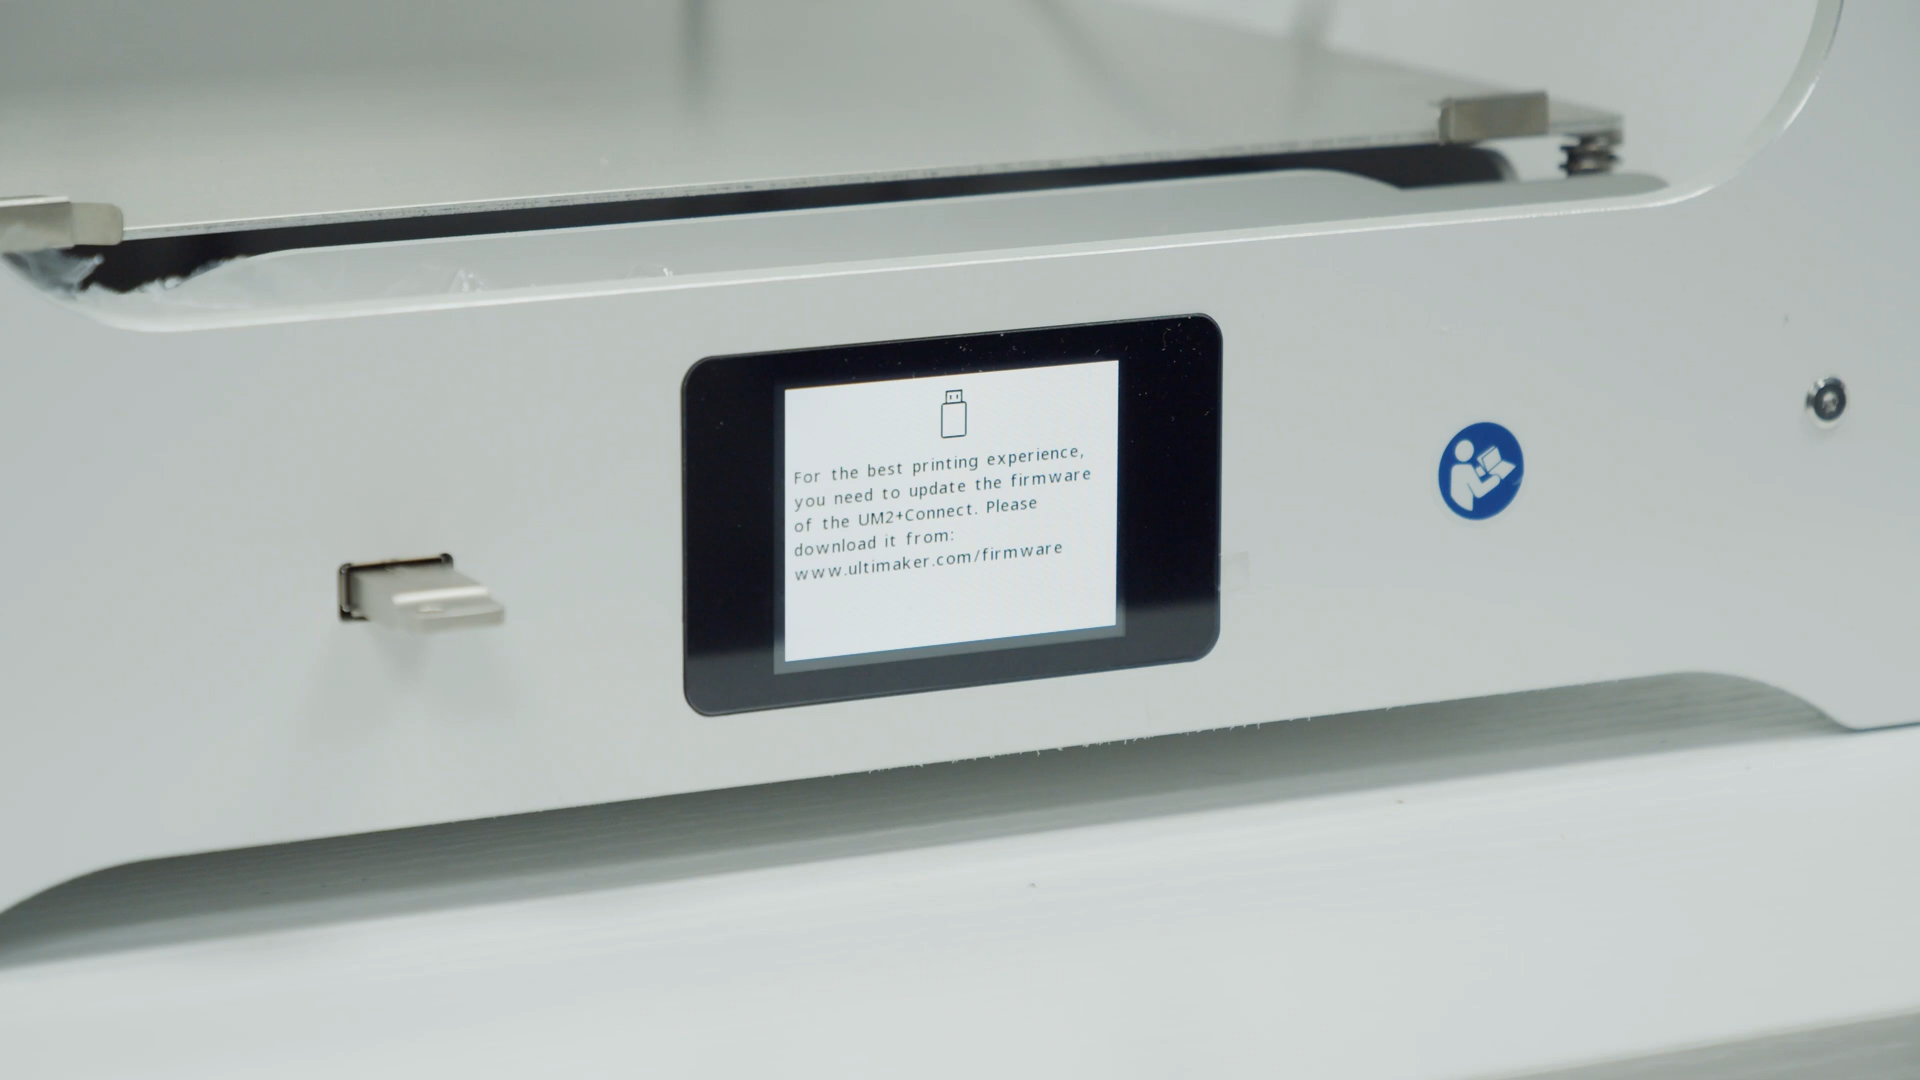 For the best printing experience,
you need to update the firmware
of the UM2+Connect. Please
download it from:
www.ultimaker.com/firmware